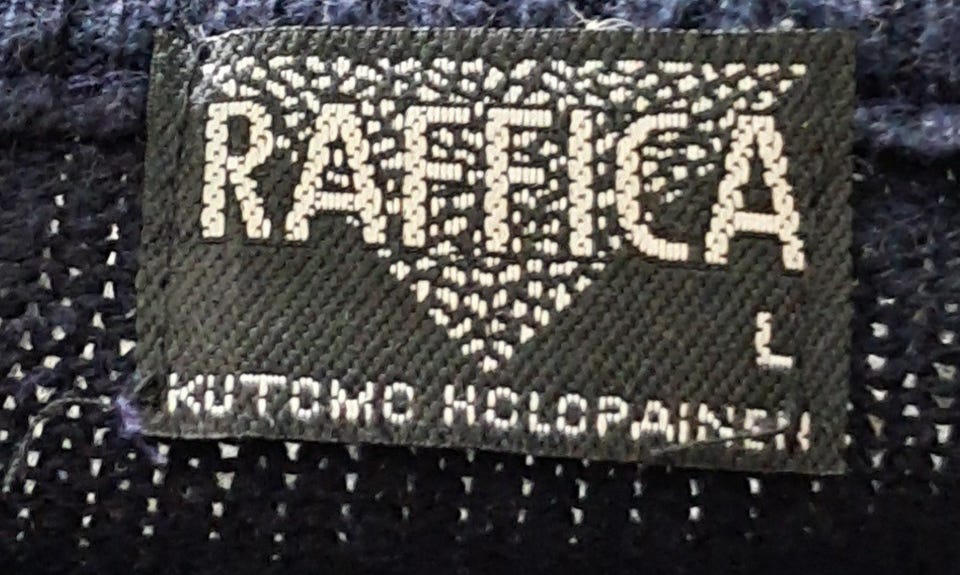 RAFFICA
L
KUTOMO HOLOPAINEN